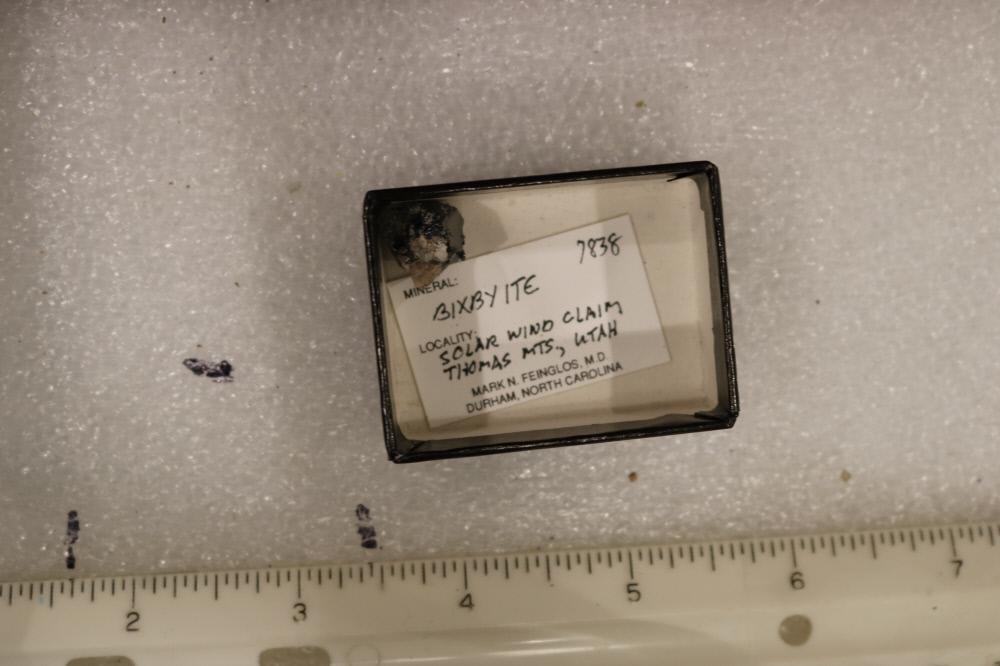 7838
MINERAL:
BIXBYITE
LOCALITY:
SOLAR WIND CLAIM
THOMAS MTS., UTAH
MARK N. FEINGLOS, M.D.
DURHAM, NORTH CAROLINA
2 3 4 5 6 7